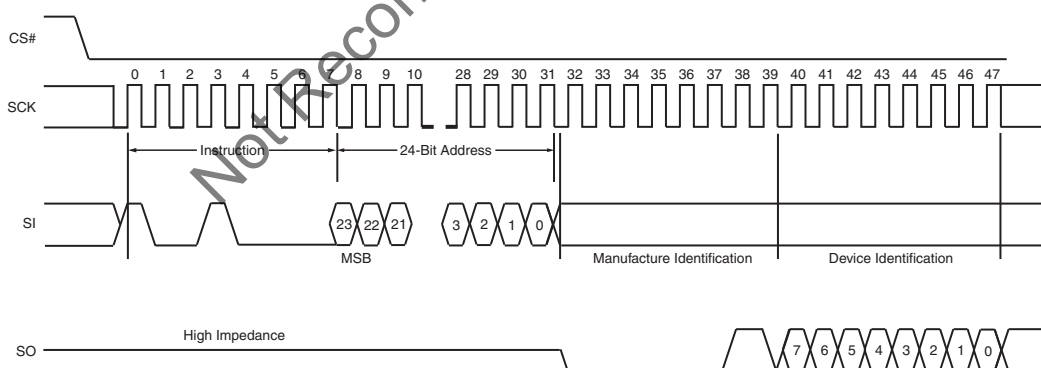 CS#
0 1 2 3 4 5 6 7 8 9 10 28 29 30 31 32 33 34 35 36 37 38 39 40 41 42 43 44 45 46 47
SCK
Instruction 24-Bit Address
SI
23 22 21 3 2 1 0
MSB Manufacture Identification Device Identification
High Impedance
SO
7 6 5 4 3 2 1 0
Not Recom